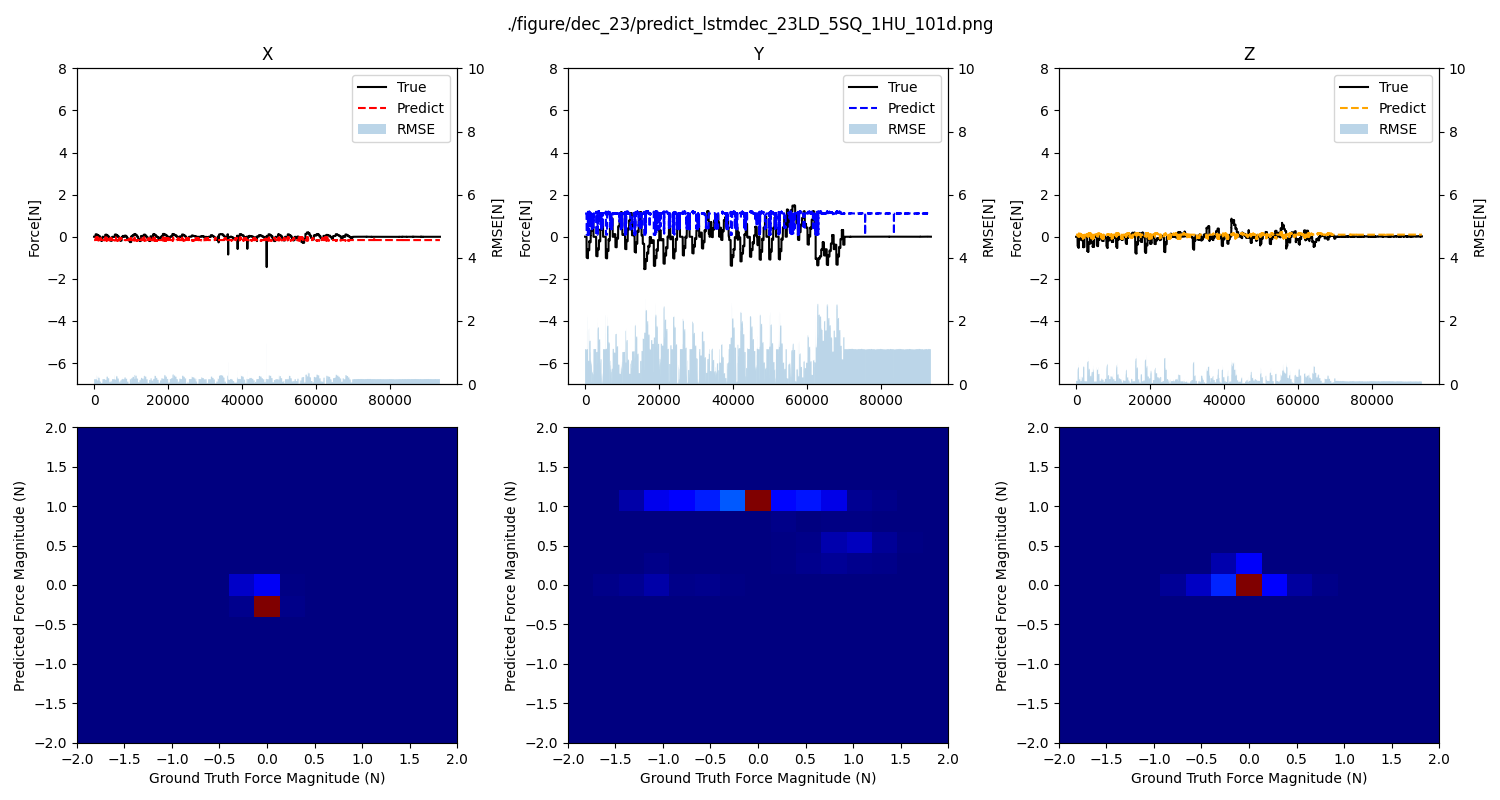 ./figure/dec_23/predict_lstmdec_23LD_5SQ_1HU_101d.png
X
Force[N]
8
6
4
2
0
−2
−4
−6
True
Predict
RMSE
10
8
6
4
2
0
RMSE[N]
0 20000 40000 60000 80000
Y
Force[N]
8
6
4
2
0
−2
−4
−6
True
Predict
RMSE
10
8
6
4
2
0
RMSE[N]
0 20000 40000 60000 80000
Z
Force[N]
8
6
4
2
0
−2
−4
−6
True
Predict
RMSE
10
8
6
4
2
0
RMSE[N]
0 20000 40000 60000 80000
Predicted Force Magnitude (N)
2.0
1.5
1.0
0.5
0.0
−0.5
−1.0
−1.5
−2.0
−2.0 −1.5 −1.0 −0.5 0.0 0.5 1.0 1.5 2.0
Ground Truth Force Magnitude (N)
Predicted Force Magnitude (N)
2.0
1.5
1.0
0.5
0.0
−0.5
−1.0
−1.5
−2.0
−2.0 −1.5 −1.0 −0.5 0.0 0.5 1.0 1.5 2.0
Ground Truth Force Magnitude (N)
Predicted Force Magnitude (N)
2.0
1.5
1.0
0.5
0.0
−0.5
−1.0
−1.5
−2.0
−2.0 −1.5 −1.0 −0.5 0.0 0.5 1.0 1.5 2.0
Ground Truth Force Magnitude (N)